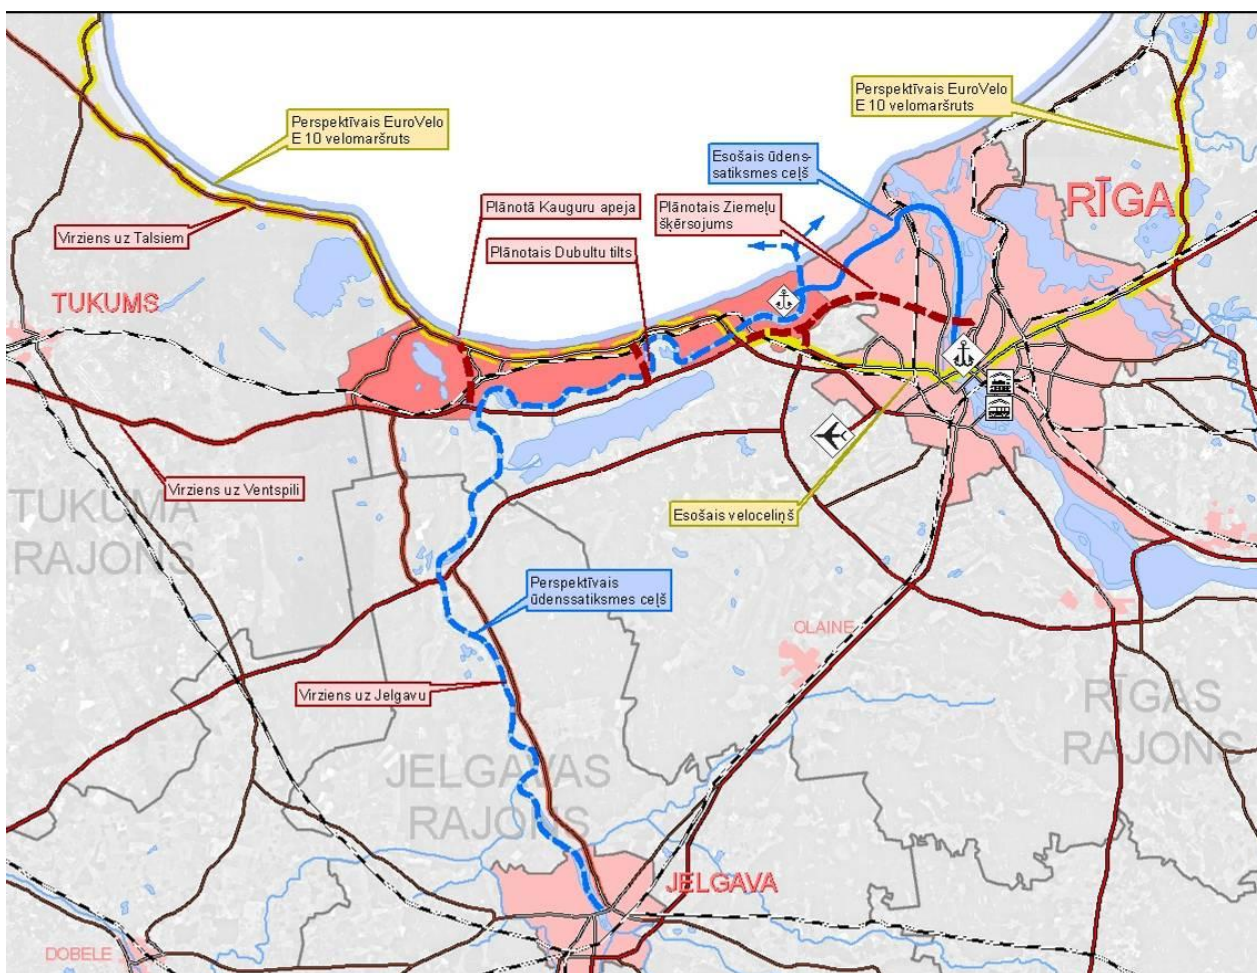 Perspektīvais EuroVelo
E 10 velomaršruts
Perspektīvais EuroVelo
E 10 velomaršruts
Esošais ūdens-
satiksmes ceļš
RĪGA
Plānotā Kauguru apeja
Plānotais Ziemeļu
šķērsojums
Virziens uz Talsiem
Plānotais Dubultu tilts
TUKUMS
Virziens uz Ventspili
TUKUMA
RAJONS
Esošais veloceliņš
Perspektīvais
ūdenssatiksmes ceļš
OLAINE
Virziens uz Jelgavu
RĪGAS
RAJONS
JELGAVAS
RAJONS
JELGAVA
DOBELE